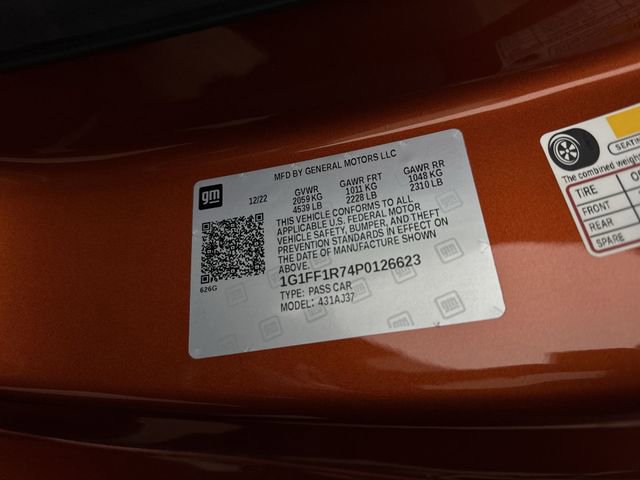 MFD BY GENERAL MOTORS LLC
gm
12/22
GVWR
2059 KG
4539 LB
GAWR FRT
1011 KG
2228 LB
GAWR RR
1048 KG
2310 LB
THIS VEHICLE CONFORMS TO ALL
APPLICABLE U.S. FEDERAL MOTOR
VEHICLE SAFETY, BUMPER, AND THEFT
PREVENTION STANDARDS IN EFFECT ON
THE DATE OF MANUFACTURE SHOWN
ABOVE.
626G
1G1FF1R74P0126623
TYPE: PASS CAR
MODEL: 431AJ37
The combined
TIRE
FRONT
REAR
SPARE